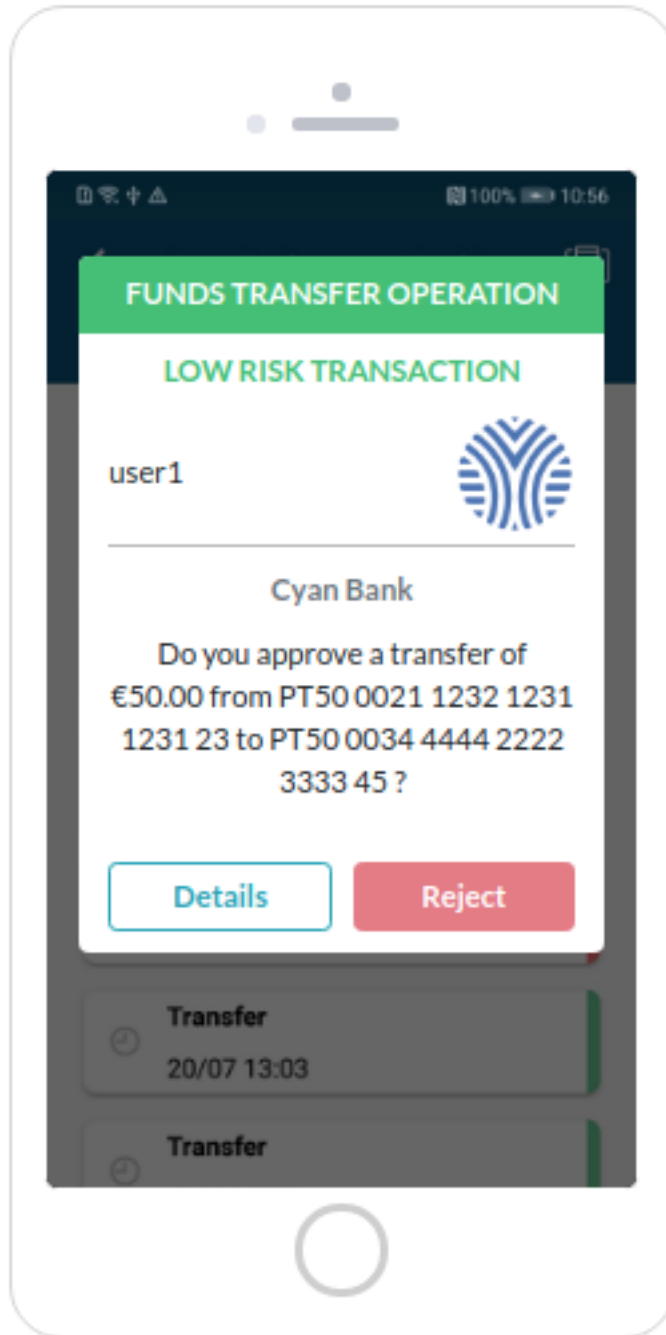 100% 10:56
FUNDS TRANSFER OPERATION
LOW RISK TRANSACTION
user1
Cyan Bank
Do you approve a transfer of
€50.00 from PT50 0021 1232 1231
1231 23 to PT50 0034 4444 2222
3333 45 ?
Details Reject
Transfer
20/07 13:03
Transfer